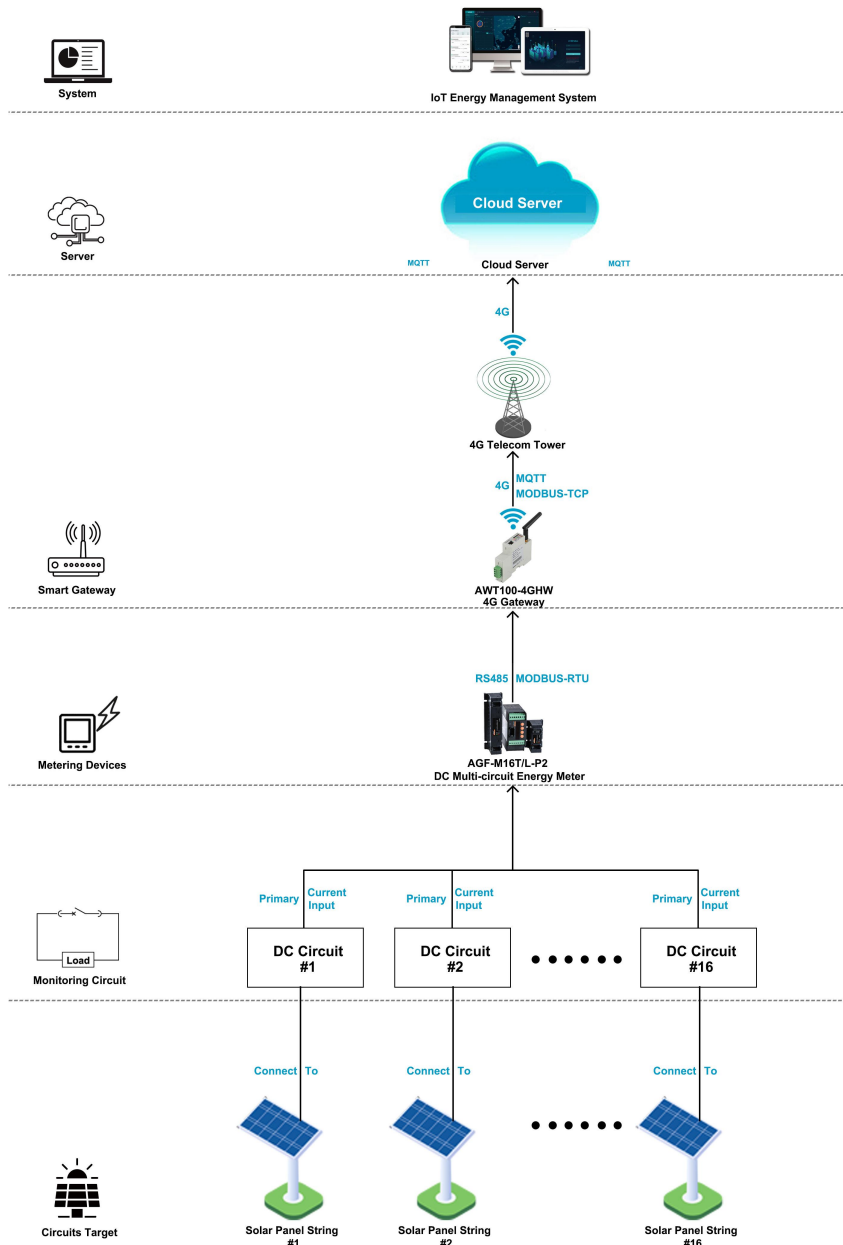 System
IoT Energy Management System
Cloud Server
Server
MQTT
Cloud Server
MQTT
4G
4G Telecom Tower
4G
MQTT
MODBUS-TCP
Smart Gateway
AWT100-4GHW
4G Gateway
RS485
MODBUS-RTU
Metering Devices
AGF-M16T/L-P2
DC Multi-circuit Energy Meter
Primary
Current
Input
Primary
Current
Input
Primary
Current
Input
Load
Monitoring Circuit
DC Circuit
#1
DC Circuit
#2
DC Circuit
#16
Connect To
Connect To
Connect To
Circuits Target
Solar Panel String
#1
Solar Panel String
#2
Solar Panel String
#16